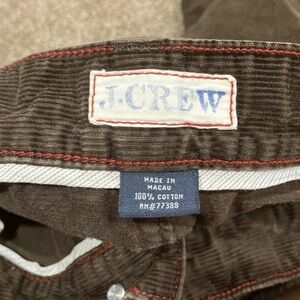 J.CREW
MADE IN
MACAU
100% COTTON
RN&77388